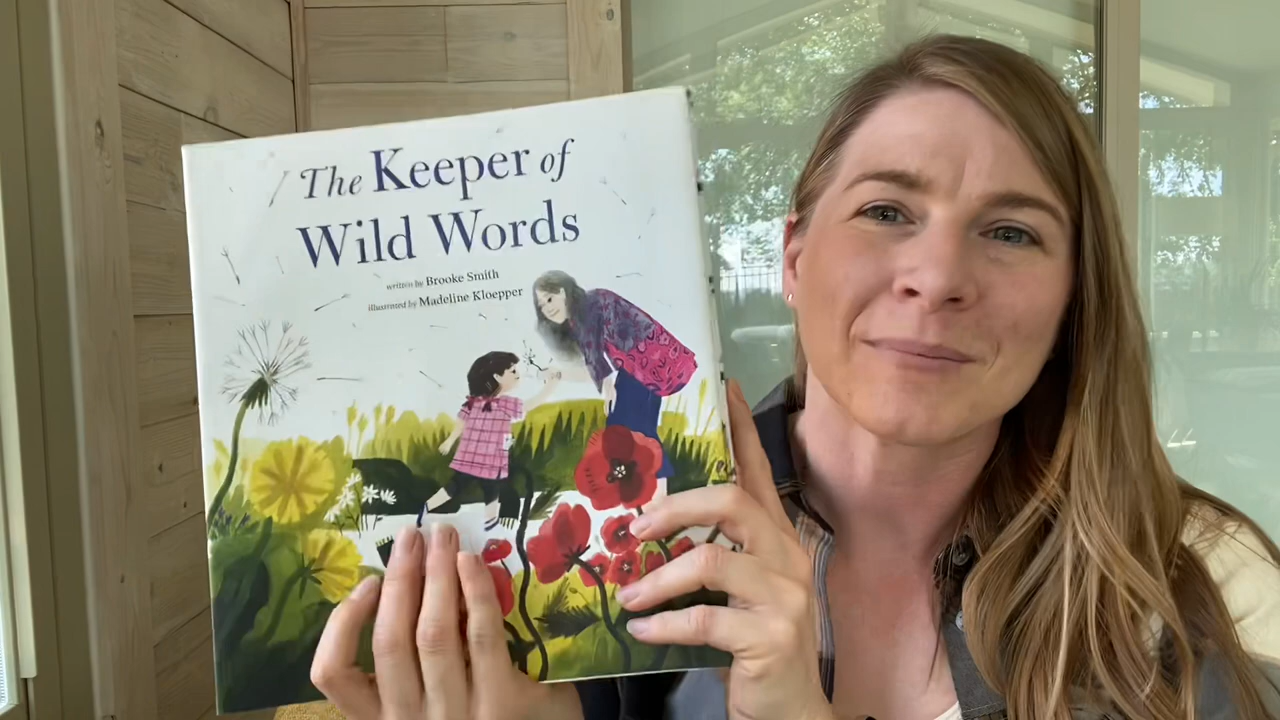 The Keeper of
Wild Words
written by Brooke Smith
illustrated by Madeline Kloepper